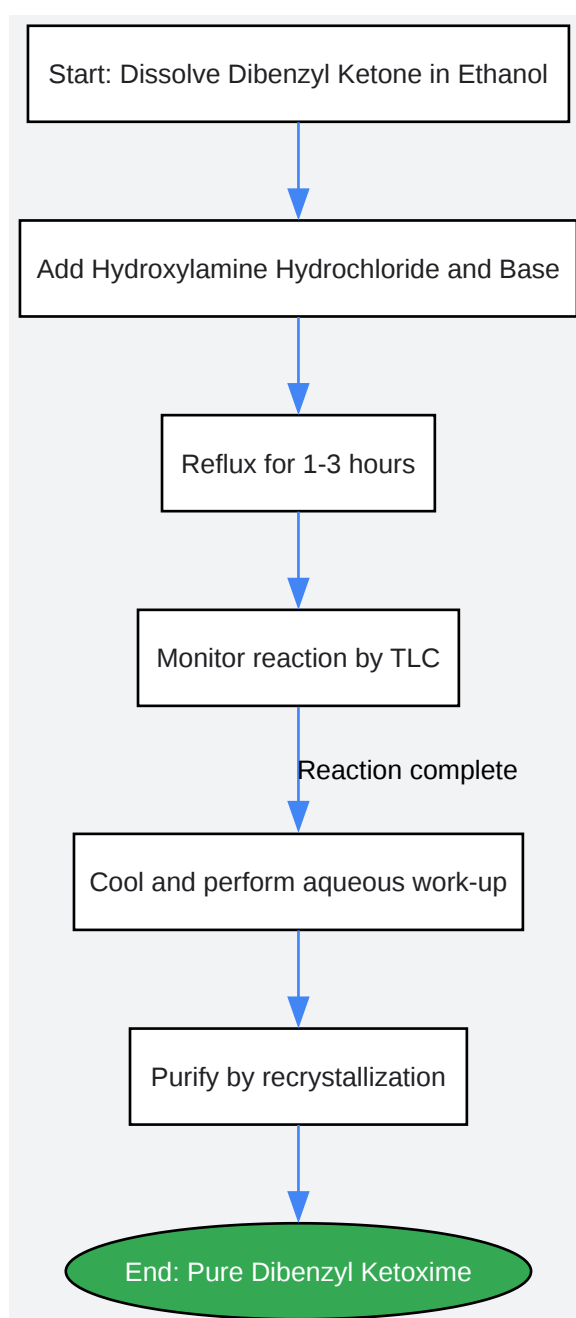 Start: Dissolve Dibenzyl Ketone in Ethanol
Add Hydroxylamine Hydrochloride and Base
Reflux for 1-3 hours
Monitor reaction by TLC
Reaction complete
Cool and perform aqueous work-up
Purify by recrystallization
End: Pure Dibenzyl Ketoxime